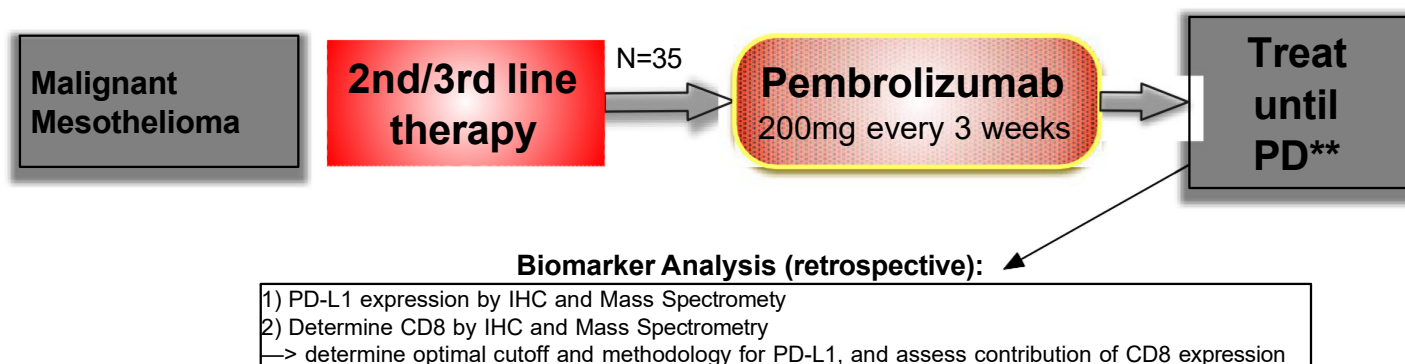 Malignant
Mesothelioma
2nd/3rd line
therapy
N=35
Pembrolizumab
200mg every 3 weeks
Treat
until
PD**
Biomarker Analysis (retrospective):
1) PD-L1 expression by IHC and Mass Spectromety
2) Determine CD8 by IHC and Mass Spectrometry
—> determine optimal cutoff and methodology for PD-L1, and assess contribution of CD8 expression